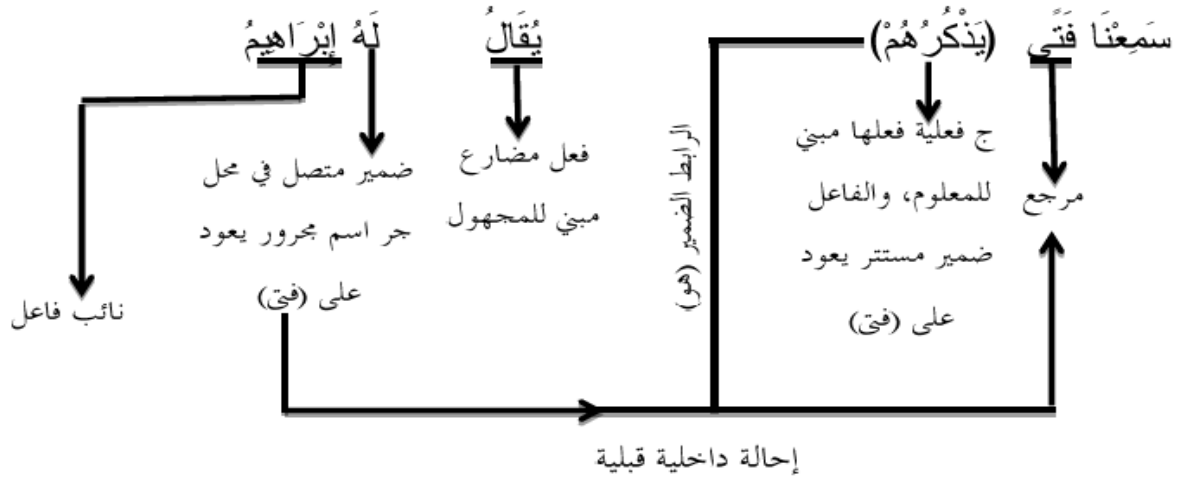 سَمِعْنَا فَتًى (يَذْكُرُهُمْ) يُقَالُ لَهُ إِبْرَاهِيمُ
مرجع
ج فعلية فعلها مبني
للمعلوم، والفاعل
ضمير مستتر يعود
على (فتى)
الرابط الضمير (هو)
فعل مضارع
مبني للمجهول
ضمير متصل في محل
جر اسم مجرور يعود
على (فتى)
نائب فاعل
إحالة داخلية قبلية